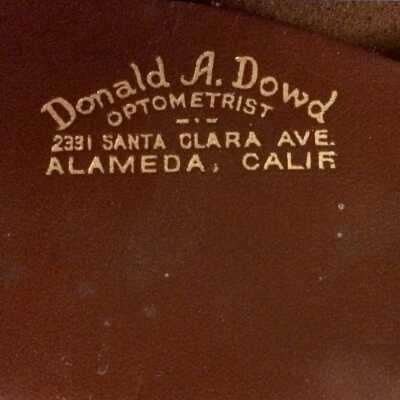 Donald A. Dowd
OPTOMETRIST
2331 SANTA CLARA AVE.
ALAMEDA, CALIF.